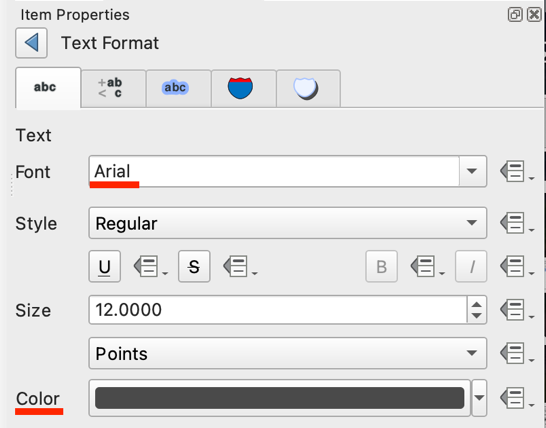 Item Properties
Text Format
abc
+ab
< c
abc
Text
Font Arial
Style Regular
U S B I
Size 12.0000
Points
Color